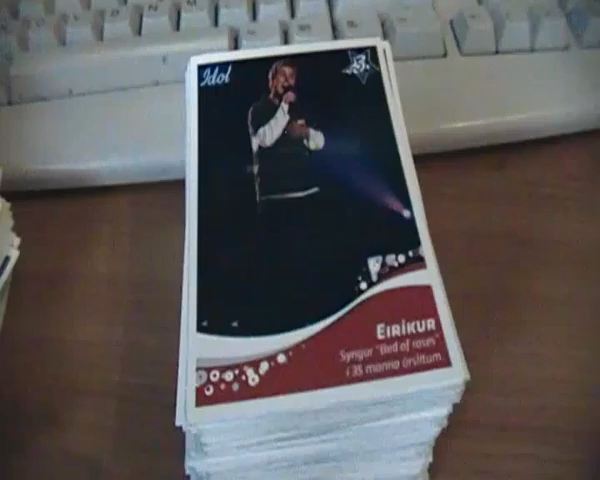 Idol
3.
EIRÍKUR
Syngur "Bed of roses"
í 35 manna úrslitum.